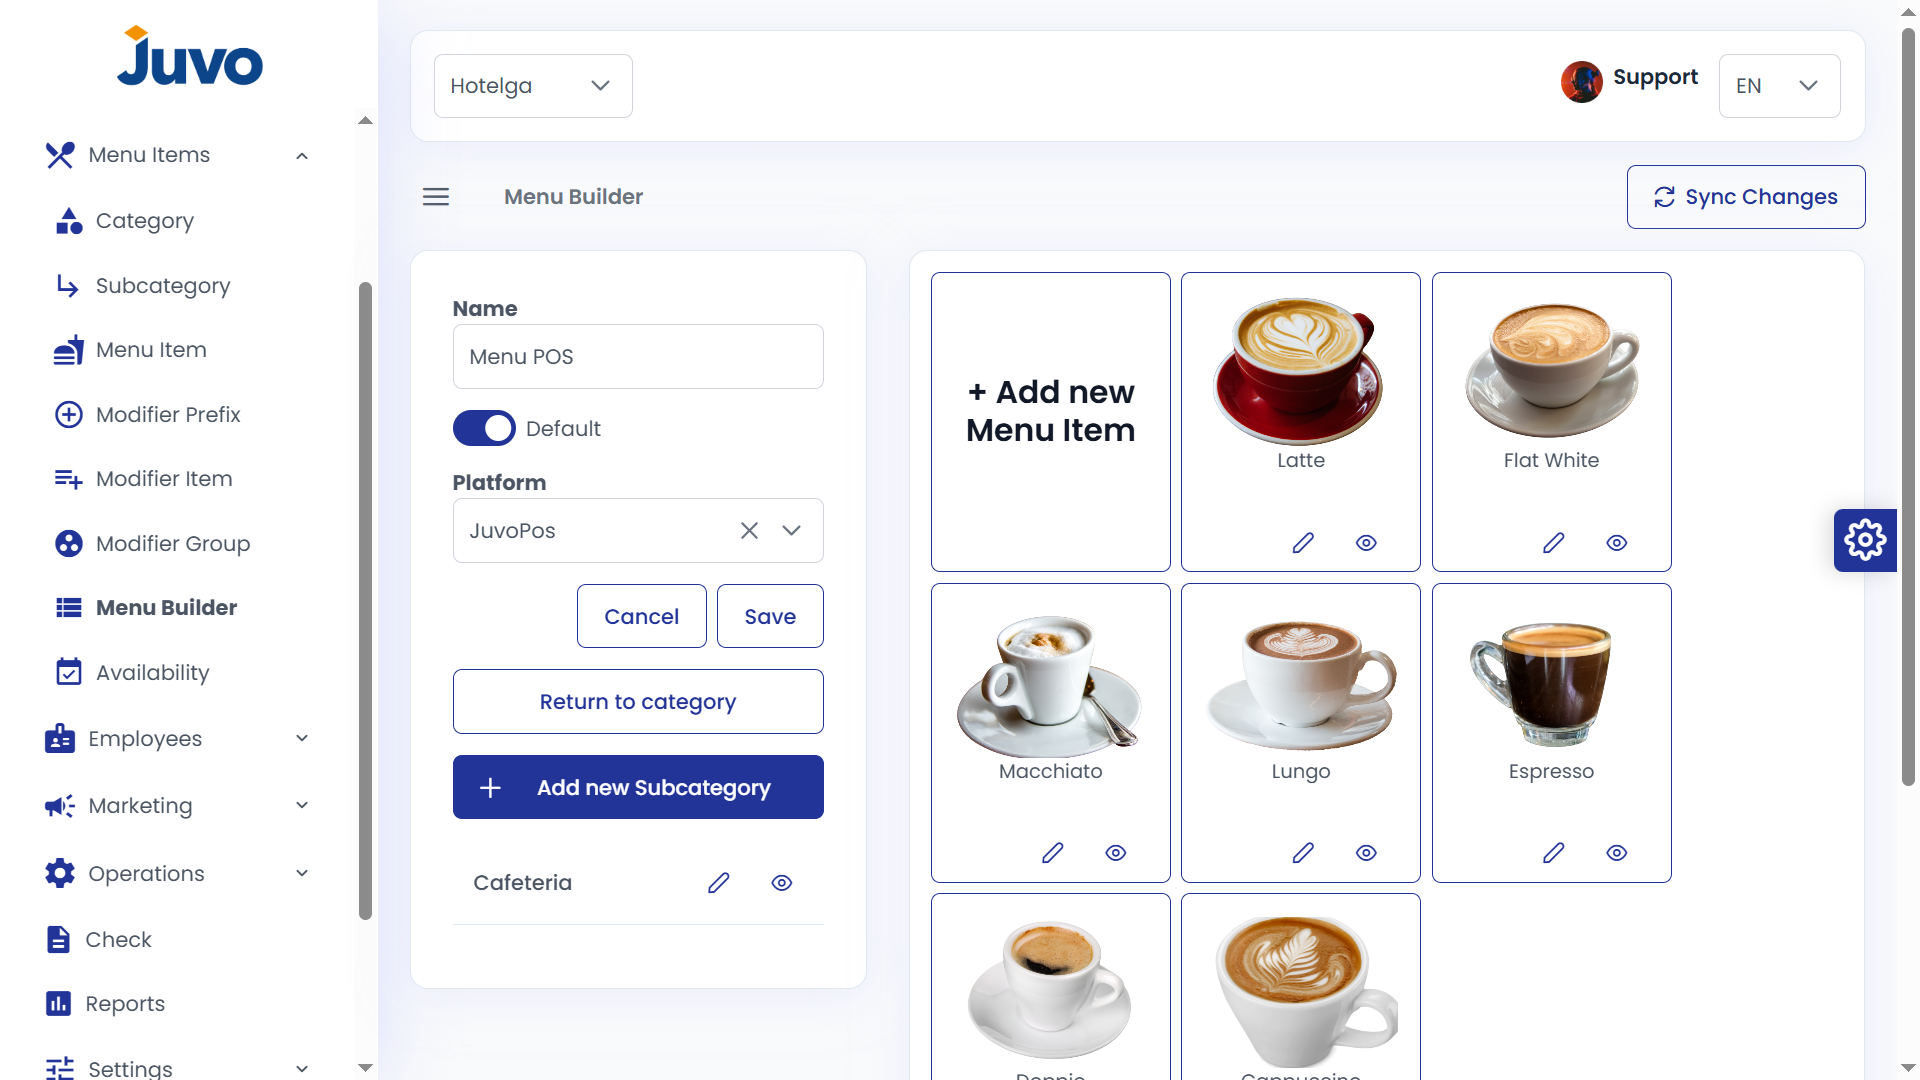 Juvo
Hotelga
Support
EN
Menu Items
Category
Subcategory
Menu Item
Modifier Prefix
Modifier Item
Modifier Group
Menu Builder
Availability
Employees
Marketing
Operations
Check
Reports
Settings
Menu Builder
Sync Changes
Name
Menu POS
Default
Platform
JuvoPos
Cancel
Save
Return to category
Add new Subcategory
Cafeteria
+ Add new
Menu Item
Latte
Flat White
Macchiato
Lungo
Espresso
Doppio
Cappuccino